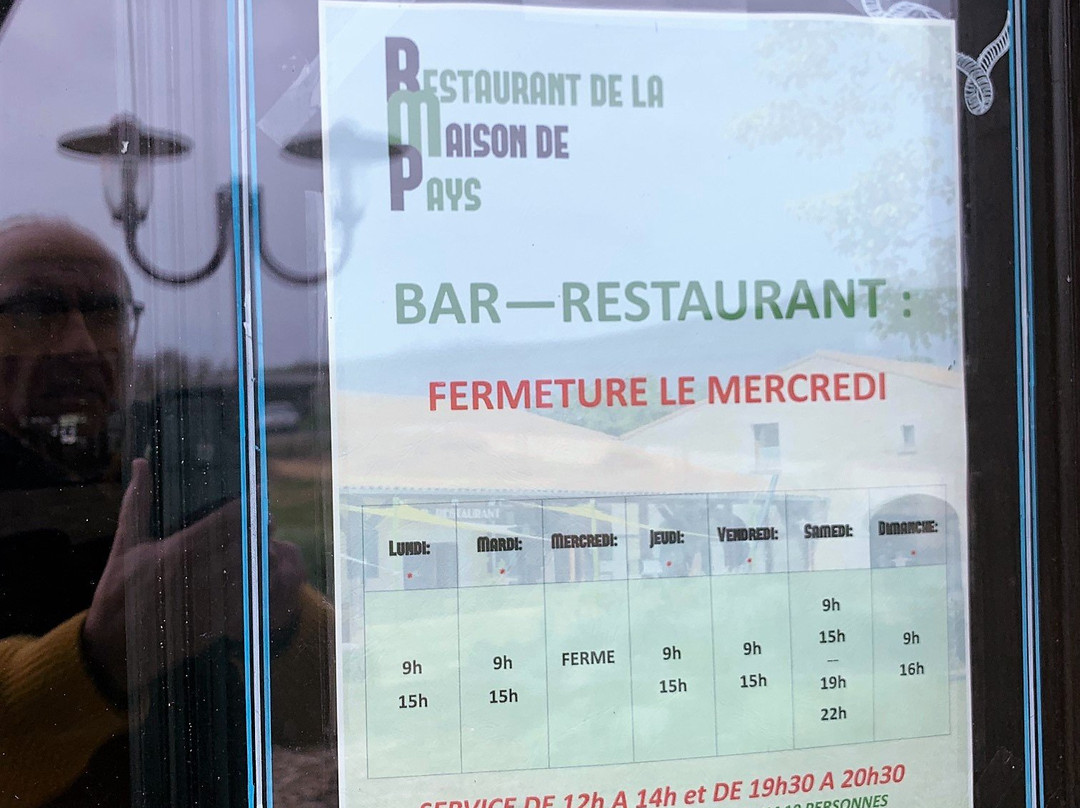 RESTAURANT DE LA
MAISON DE
PAYS
BAR—RESTAURANT :
FERMETURE LE MERCREDI
RESTAURANT
LUNDI: MARDI: MERCREDI: JEUDI: VENDREDI: SAMEDI: DIMANCHE:
9h 15h
9h 15h
FERME
9h 15h
9h 15h
9h 15h — 19h 22h
9h 16h
SERVICE DE 12h A 14h et DE 19h30 A 20h30
PERSONNES